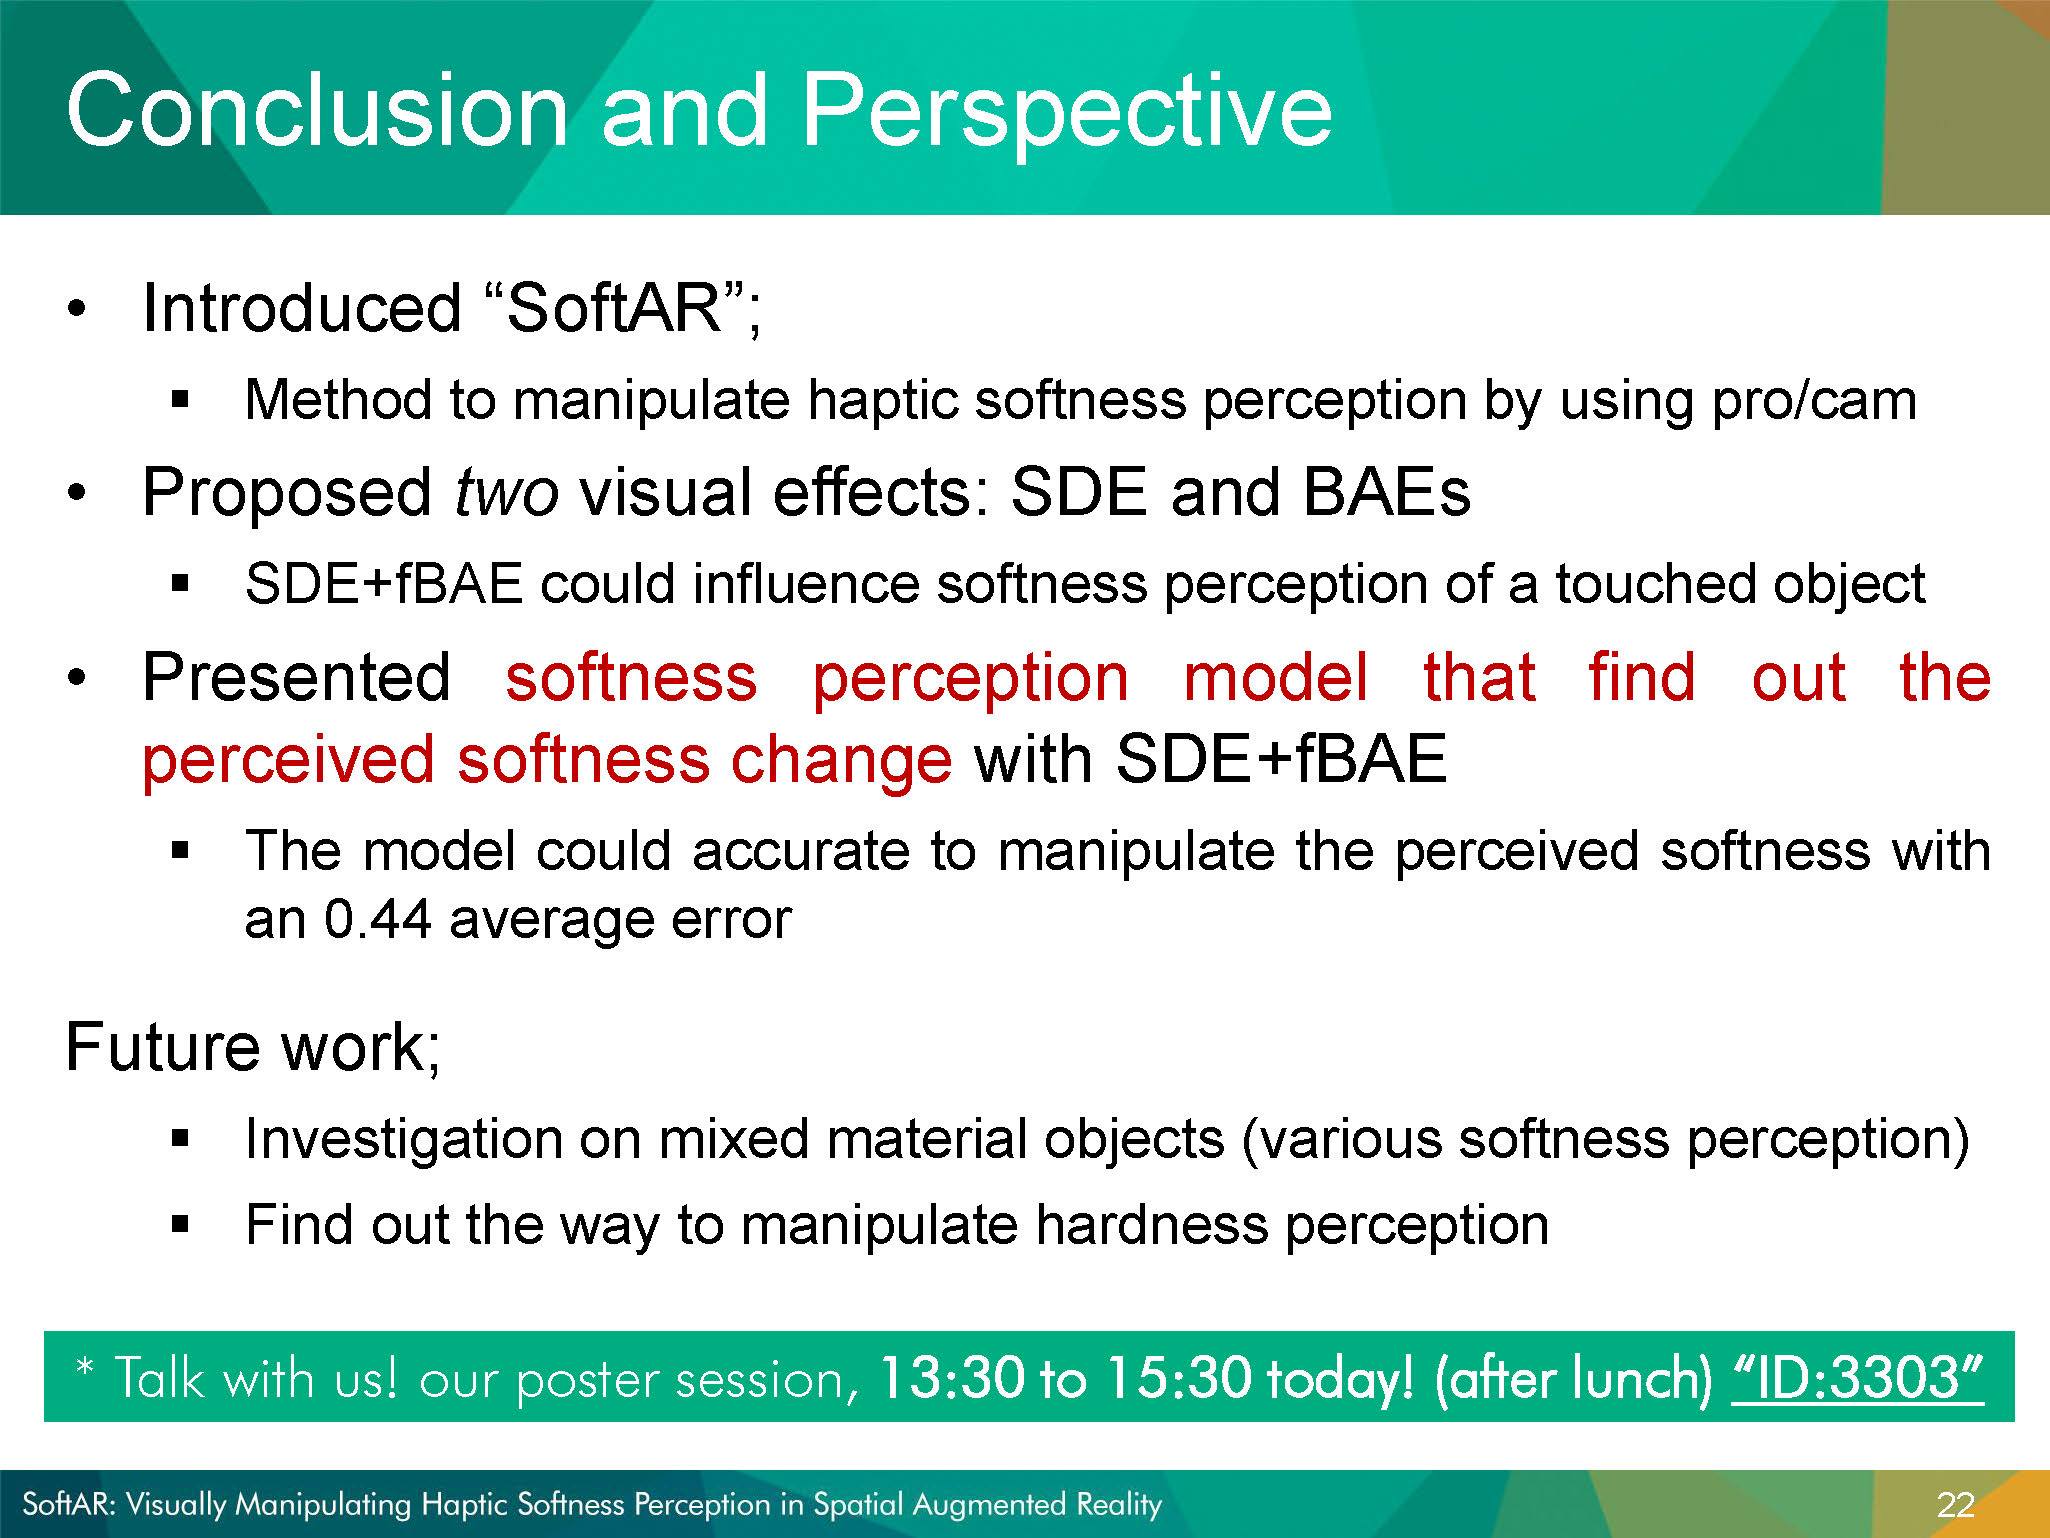 Conclusion and Perspective
• Introduced “SoftAR”;
▪ Method to manipulate haptic softness perception by using pro/cam
• Proposed two visual effects: SDE and BAEs
▪ SDE+fBAE could influence softness perception of a touched object
• Presented softness perception model that find out the
perceived softness change with SDE+fBAE
▪ The model could accurate to manipulate the perceived softness with
an 0.44 average error
Future work;
▪ Investigation on mixed material objects (various softness perception)
▪ Find out the way to manipulate hardness perception
* Talk with us! our poster session, 13:30 to 15:30 today! (after lunch) “ID:3303”
SoftAR: Visually Manipulating Haptic Softness Perception in Spatial Augmented Reality
22